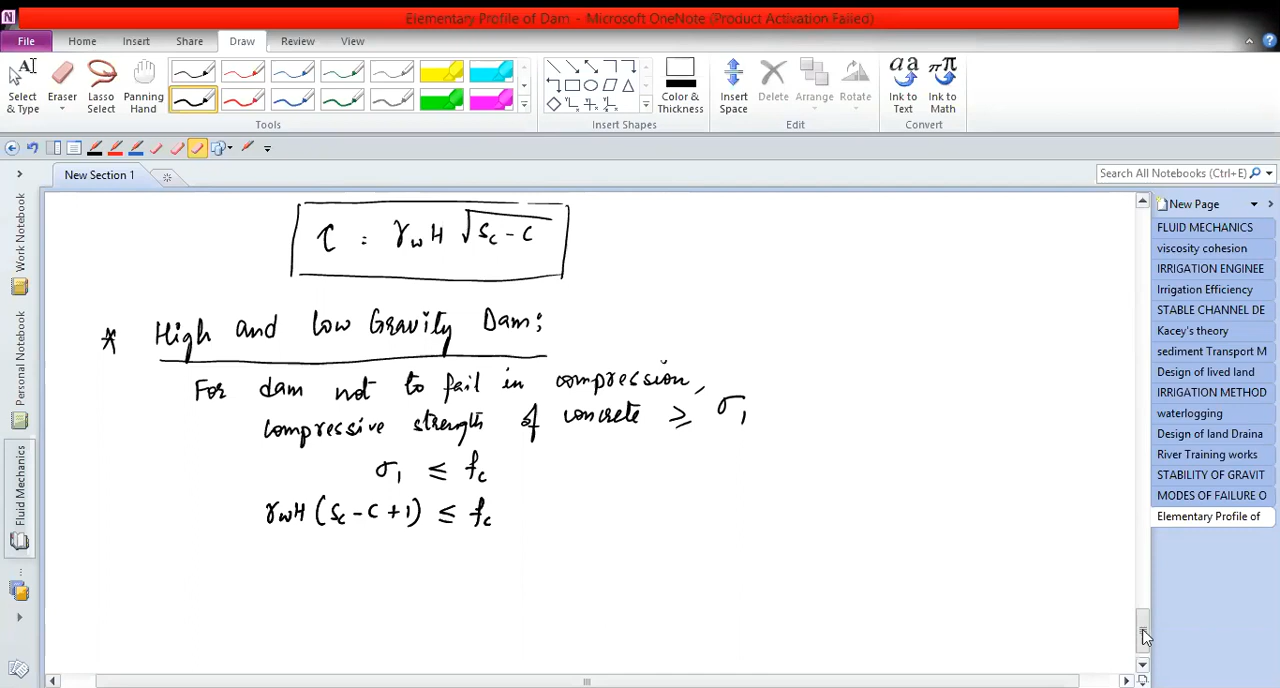 Elementary Profile of Dam - Microsoft OneNote (Product Activation Failed)
File Home Insert Share Draw Review View
Select & Type
Eraser
Lasso Select
Panning Hand
Color & Thickness
Insert Space
Delete
Arrange
Rotate
Ink to Text
Ink to Math
Tools
Insert Shapes
Edit
Convert
New Section 1
Search All Notebooks (Ctrl+E)
Work Notebook
Personal Notebook
Fluid Mechanics
τ = γw H √Sc - C
* High and Low Gravity Dam:
For dam not to fail in compression,
compressive strength of concrete ≥ σ1
σ1 ≤ fc
γwH (Sc - C + 1) ≤ fc
New Page
FLUID MECHANICS
viscosity cohesion
IRRIGATION ENGINEE
Irrigation Efficiency
STABLE CHANNEL DE
Kacey's theory
sediment Transport M
Design of lived land
IRRIGATION METHOD
waterlogging
Design of land Draina
River Training works
STABILITY OF GRAVIT
MODES OF FAILURE O
Elementary Profile of